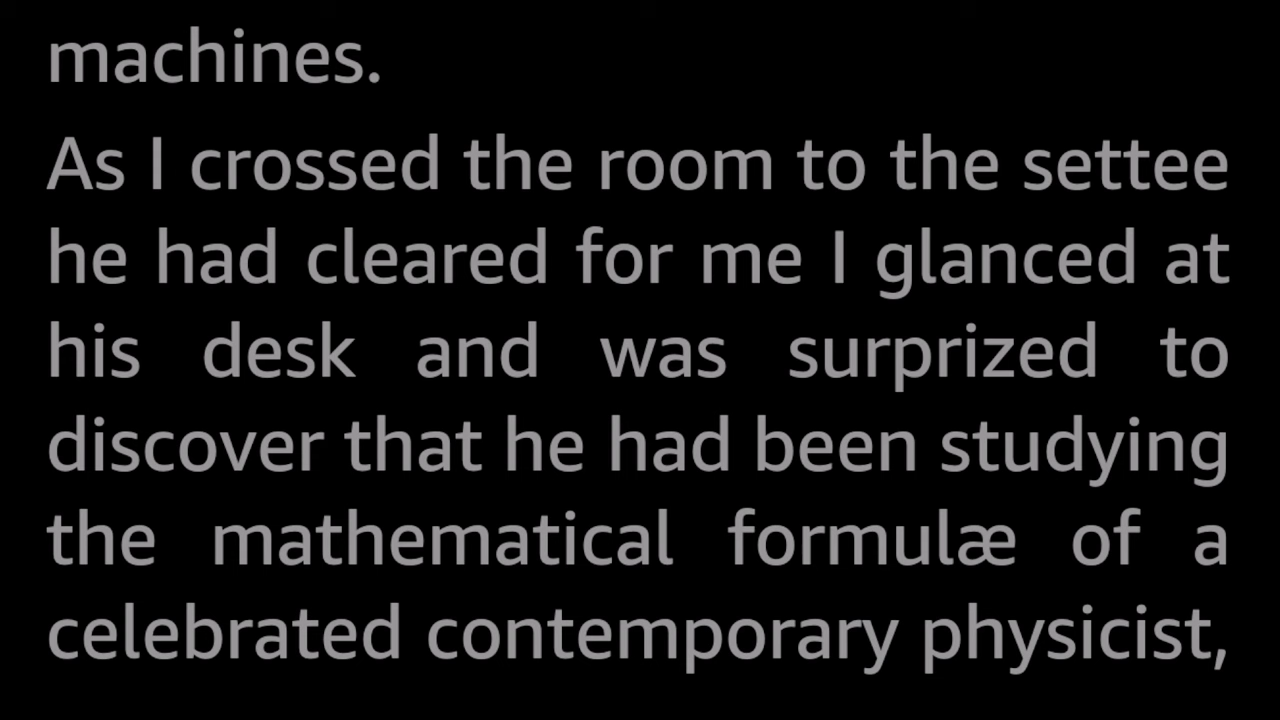 machines.
As I crossed the room to the settee
he had cleared for me I glanced at
his desk and was surprized to
discover that he had been studying
the mathematical formulæ of a
celebrated contemporary physicist,